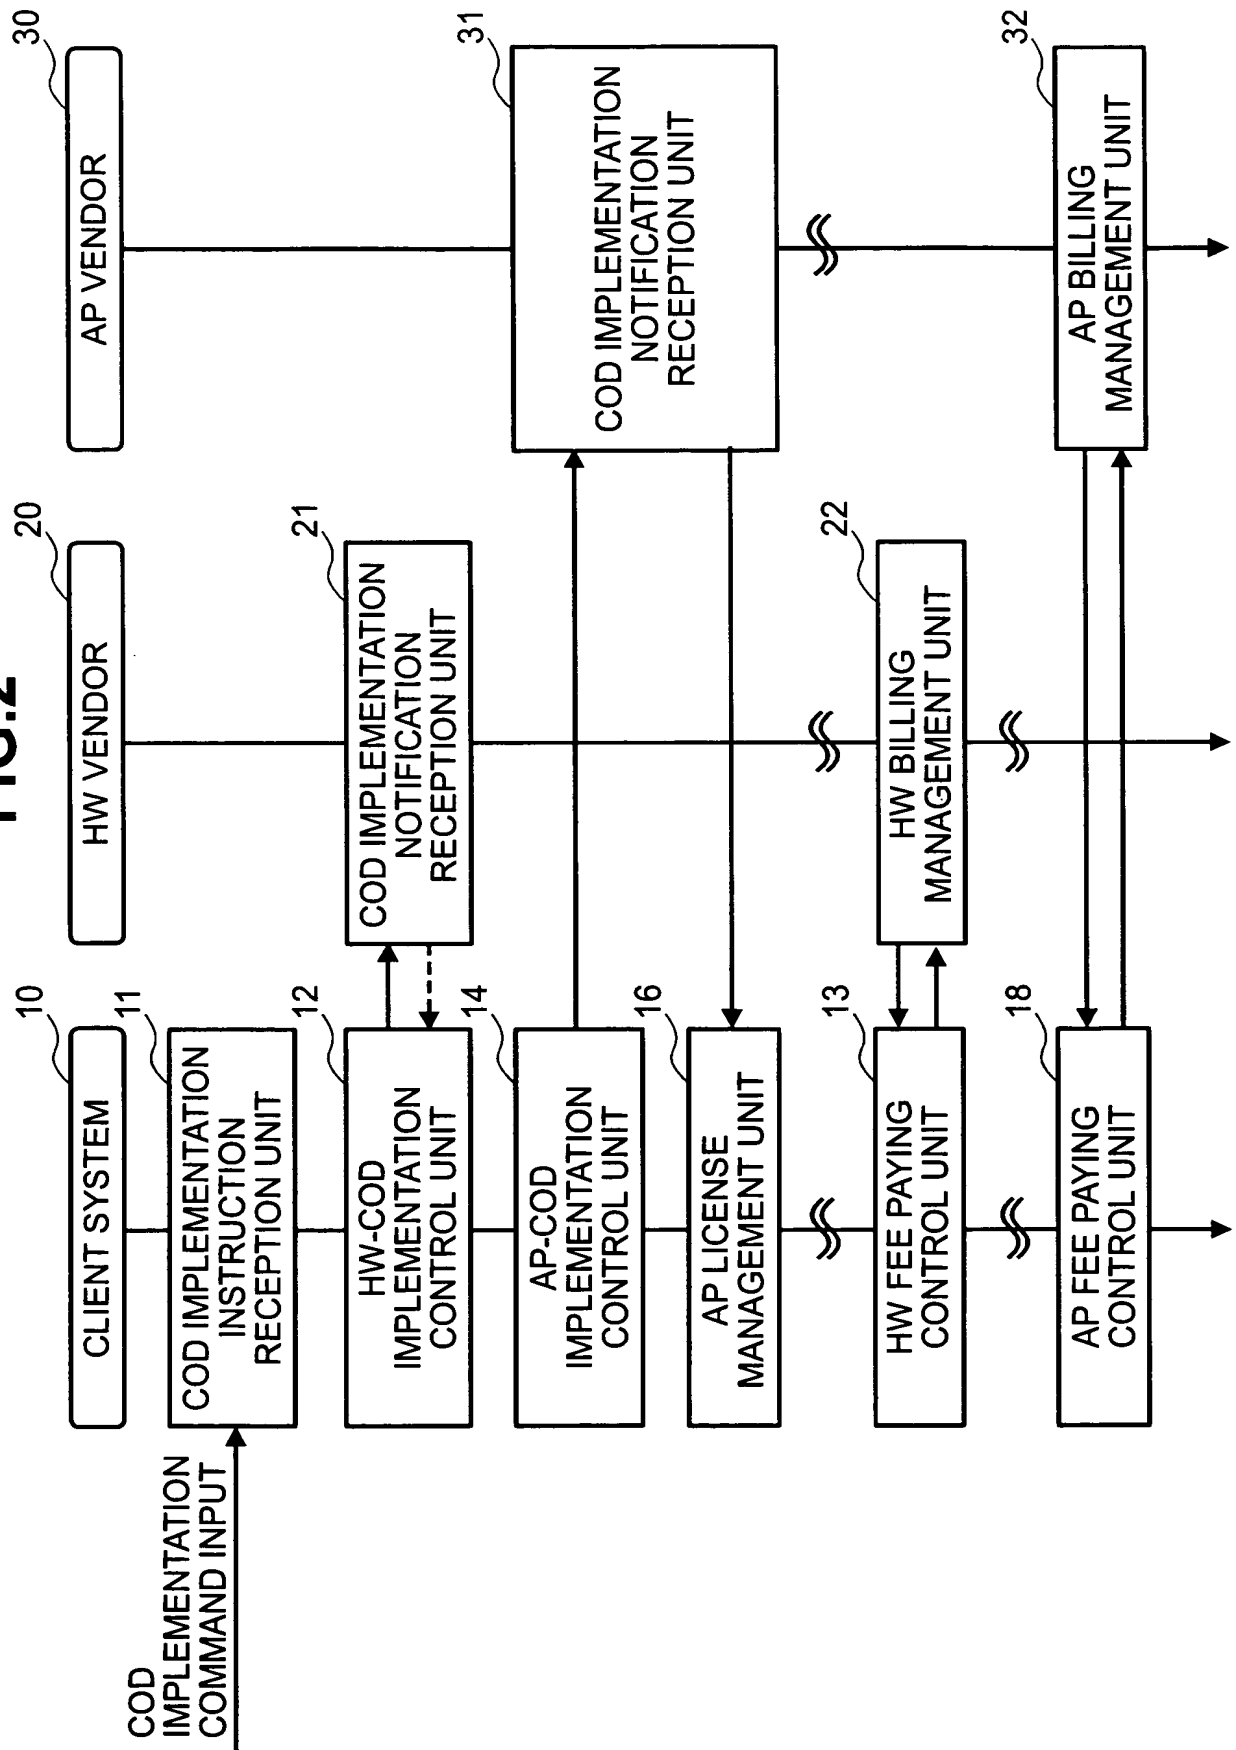 FIG.2
COD
IMPLEMENTATION
COMMAND INPUT
10
CLIENT SYSTEM
11
COD IMPLEMENTATION
INSTRUCTION
RECEPTION UNIT
12
HW-COD
IMPLEMENTATION
CONTROL UNIT
14
AP-COD
IMPLEMENTATION
CONTROL UNIT
16
AP LICENSE
MANAGEMENT UNIT
13
HW FEE PAYING
CONTROL UNIT
18
AP FEE PAYING
CONTROL UNIT
20
HW VENDOR
21
COD IMPLEMENTATION
NOTIFICATION
RECEPTION UNIT
22
HW BILLING
MANAGEMENT UNIT
30
AP VENDOR
31
COD IMPLEMENTATION
NOTIFICATION
RECEPTION UNIT
32
AP BILLING
MANAGEMENT UNIT